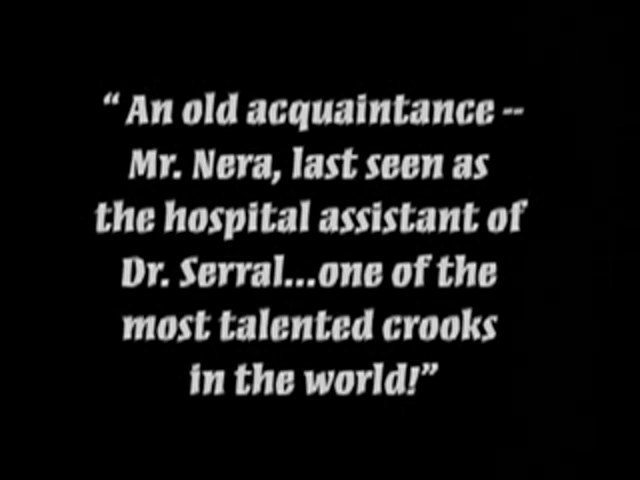 “ An old acquaintance --
Mr. Nera, last seen as
the hospital assistant of
Dr. Serral...one of the
most talented crooks
in the world!”